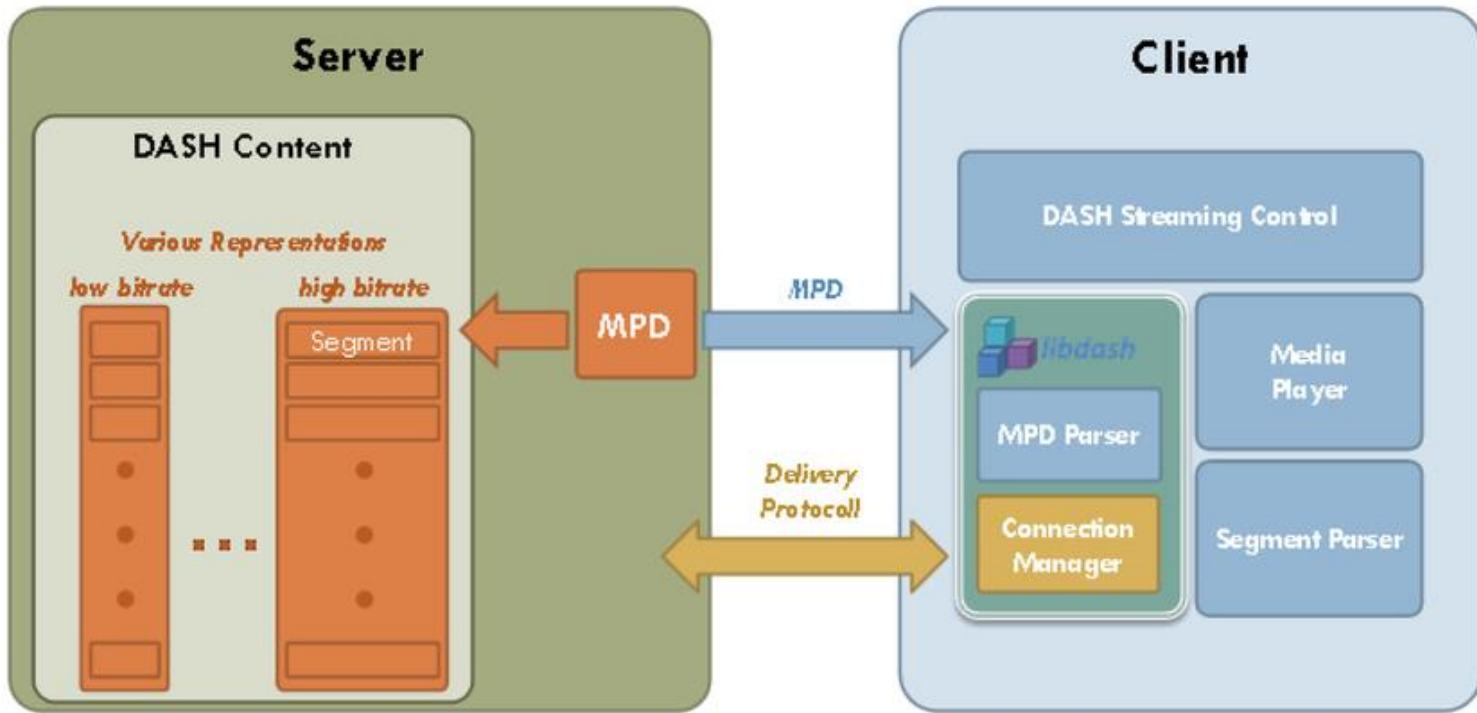 Server
DASH Content
Various Representations
low bitrate
high bitrate
Segment
MPD
MPD
Delivery
Protocoll
Client
DASH Streaming Control
libdash
MPD Parser
Connection
Manager
Media
Player
Segment Parser